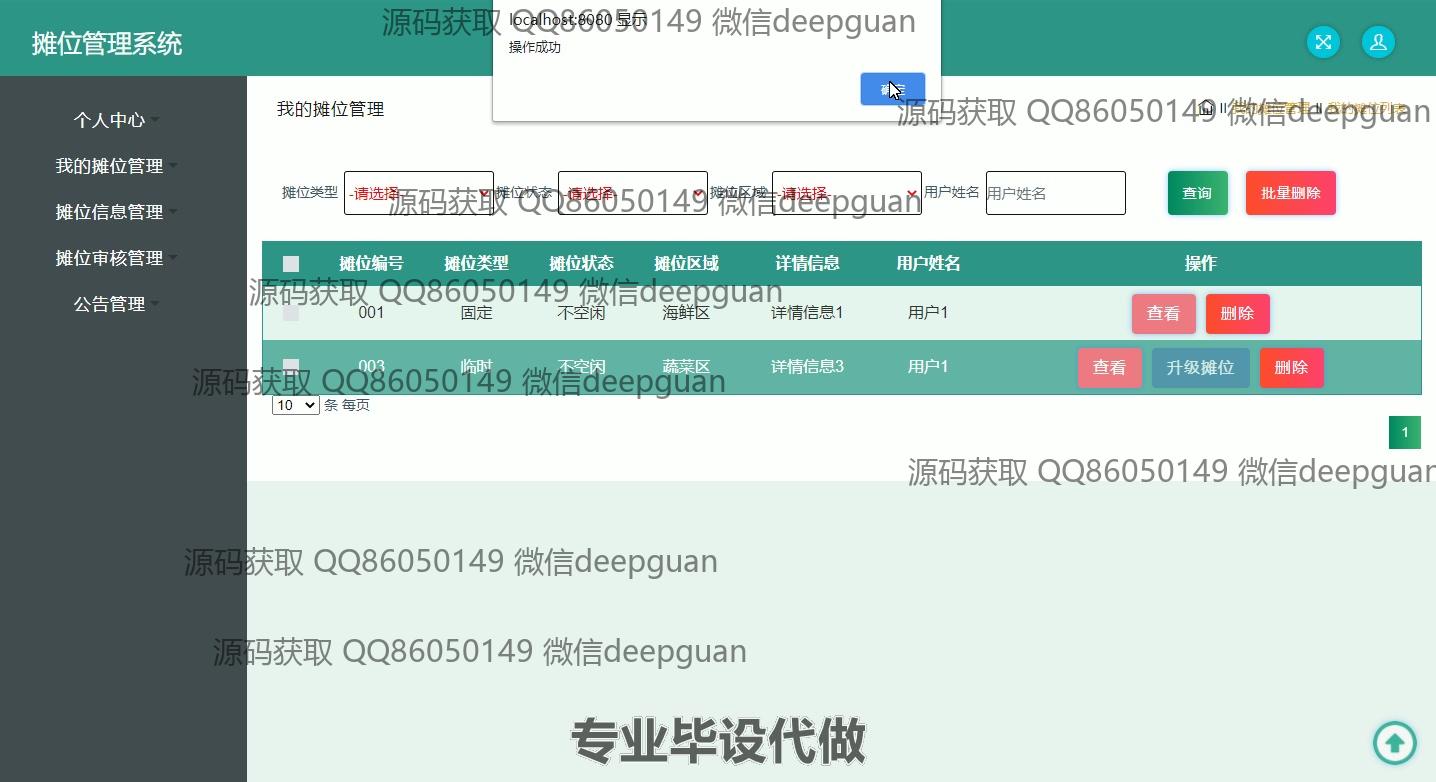 localhost:8080 显示
源码获取 QQ86050149 微信deepguan
摊位管理系统
操作成功
确定
个人中心
我的摊位管理
摊位信息管理
摊位审核管理
公告管理
我的摊位管理
我的摊位管理 我的摊位列表
源码获取 QQ86050149 微信deepguan
摊位类型 -请选择- 摊位状态 -请选择- 摊位区域 -请选择- 用户姓名 用户姓名 查询 批量删除
源码获取 QQ86050149 微信deepguan
摊位编号 摊位类型 摊位状态 摊位区域 详情信息 用户姓名 操作
源码获取 QQ86050149 微信deepguan
001 固定 不空闲 海鲜区 详情信息1 用户1 查看 删除
003 临时 不空闲 蔬菜区 详情信息3 用户1 查看 升级摊位 删除
源码获取 QQ86050149 微信deepguan
10 条 每页
1
源码获取 QQ86050149 微信deepguan
源码获取 QQ86050149 微信deepguan
源码获取 QQ86050149 微信deepguan
专业毕设代做